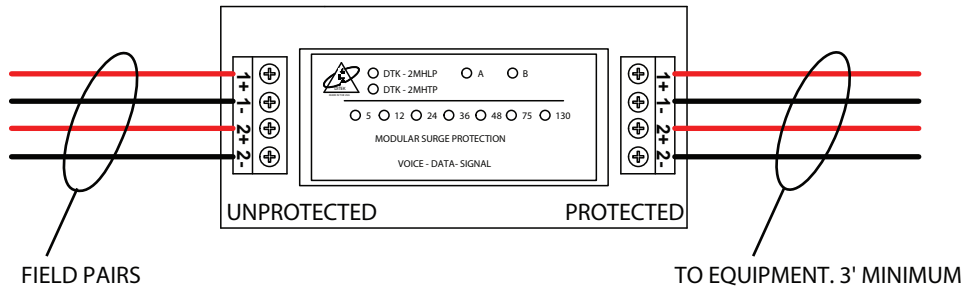 DTK - 2MHLP A B
DTK - 2MHTP
5 12 24 36 48 75 130
MODULAR SURGE PROTECTION
VOICE - DATA- SIGNAL
1+
1-
2+
2-
1+
1-
2+
2-
UNPROTECTED
PROTECTED
FIELD PAIRS
TO EQUIPMENT. 3' MINIMUM